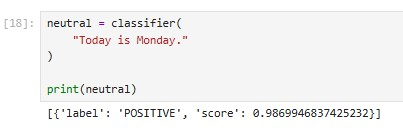 [18]: neutral = classifier(
    "Today is Monday."
)
print(neutral)
[{'label': 'POSITIVE', 'score': 0.9869946837425232}]